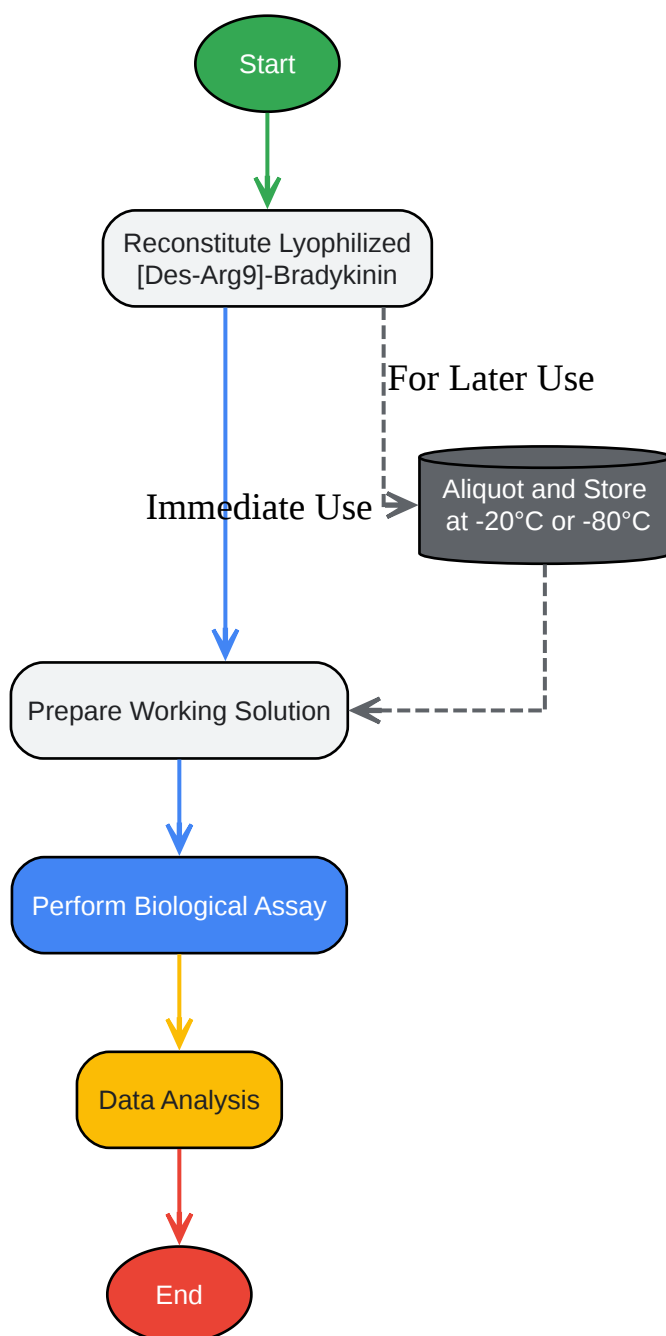 Start
Reconstitute Lyophilized
[Des-Arg9]-Bradykinin
For Later Use
Aliquot and Store
at -20°C or -80°C
Immediate Use
Prepare Working Solution
Perform Biological Assay
Data Analysis
End